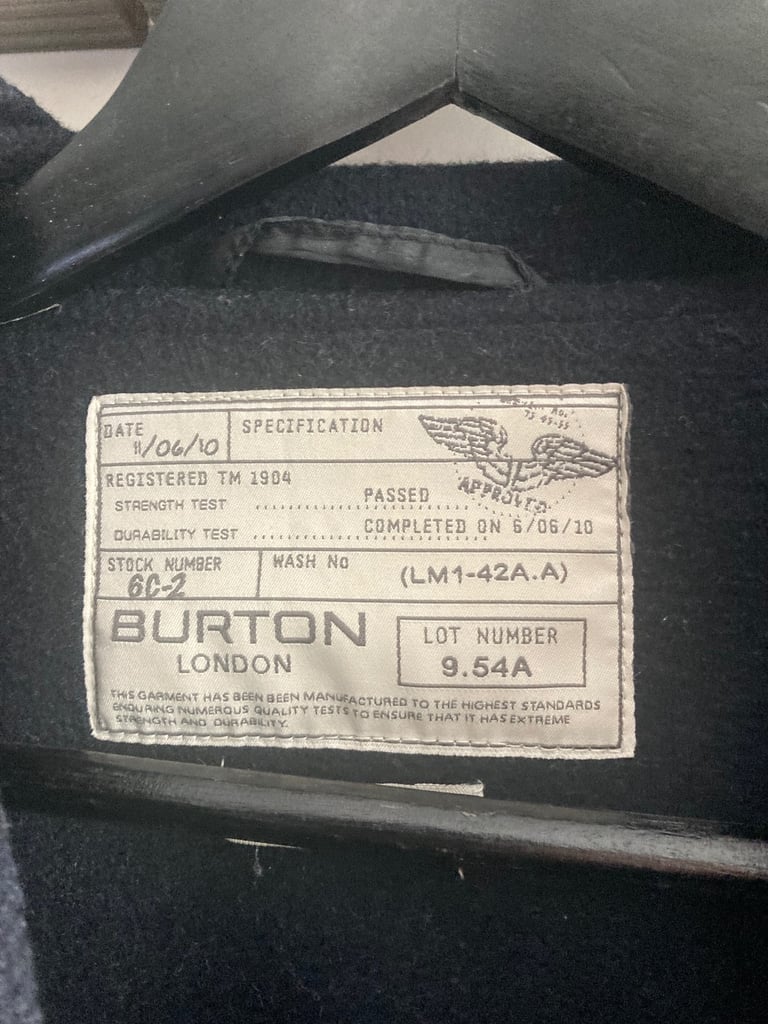 DATE
11/06/10
SPECIFICATION
REGISTERED TM 1904
STRENGTH TEST
PASSED
DURABILITY TEST
COMPLETED ON 6/06/10
APPROVED
STOCK NUMBER
6C-2
WASH No
(LM1-42A.A)
BURTON
LONDON
LOT NUMBER
9.54A
THIS GARMENT HAS BEEN BEEN MANUFACTURED TO THE HIGHEST STANDARDS
ENDURING NUMEROUS QUALITY TESTS TO ENSURE THAT IT HAS EXTREME
STRENGTH AND DURABILITY.